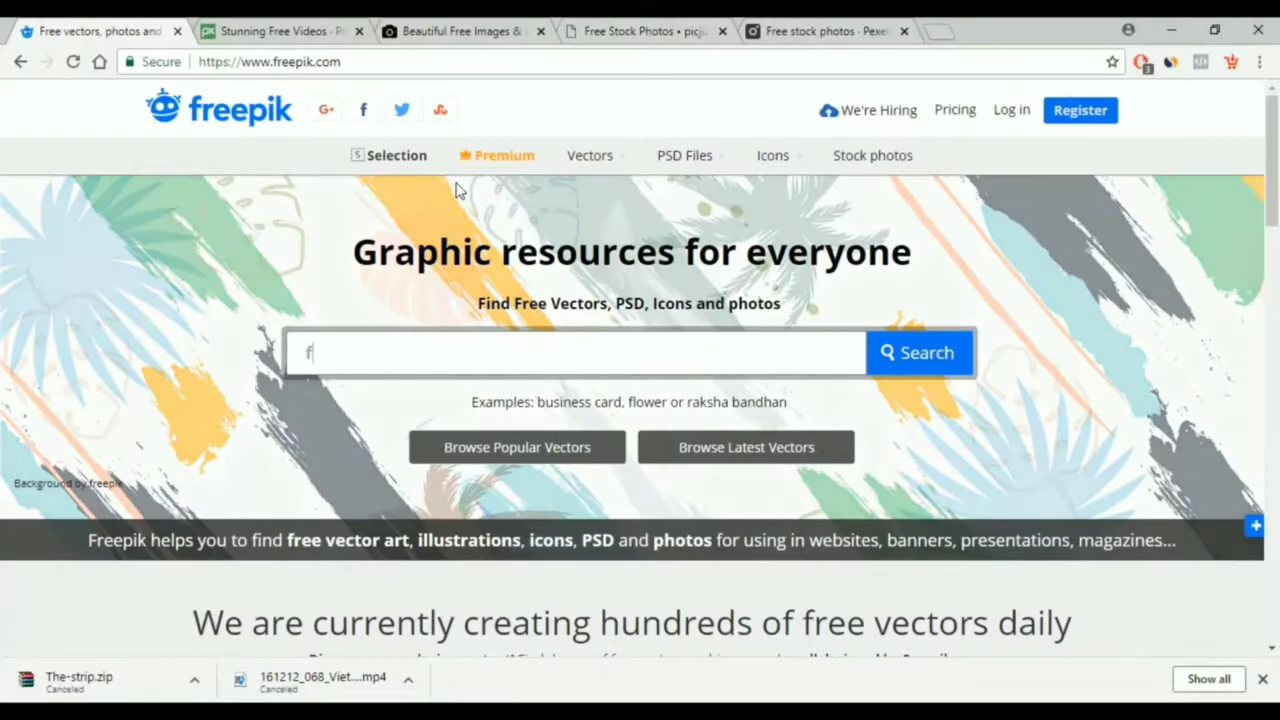 Free vectors, photos and
Stunning Free Videos - Pi
Beautiful Free Images &
Free Stock Photos • picju
Free stock photos - Pexel
Secure
https://www.freepik.com
3
freepik
G+
f
We're Hiring
Pricing
Log in
Register
S Selection
Premium
Vectors
PSD Files
Icons
Stock photos
Graphic resources for everyone
Find Free Vectors, PSD, Icons and photos
f
Search
Examples: business card, flower or raksha bandhan
Browse Popular Vectors
Browse Latest Vectors
Background by freepik
Freepik helps you to find free vector art, illustrations, icons, PSD and photos for using in websites, banners, presentations, magazines...
We are currently creating hundreds of free vectors daily
The-strip.zip
Canceled
161212_068_Viet....mp4
Canceled
Show all